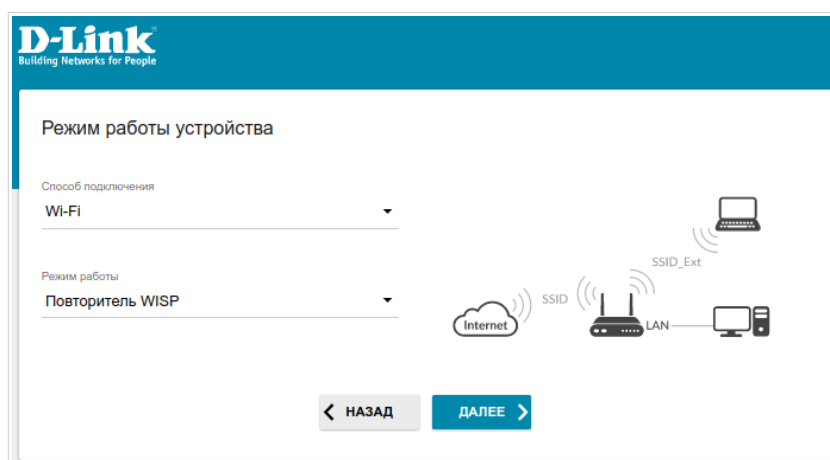 D-Link
Building Networks for People
Режим работы устройства
Способ подключения
Wi-Fi
Режим работы
Повторитель WISP
SSID_Ext
SSID
Internet
LAN
НАЗАД
ДАЛЕЕ